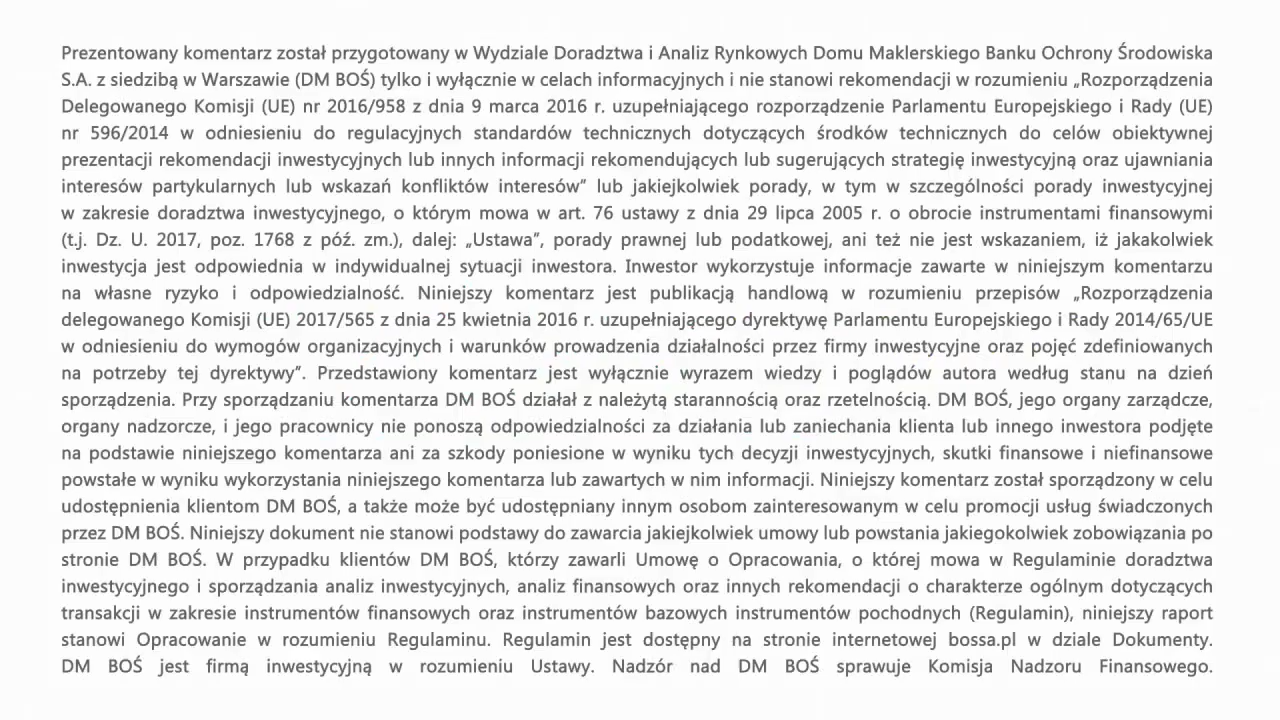 Prezentowany komentarz został przygotowany w Wydziale Doradztwa i Analiz Rynkowych Domu Maklerskiego Banku Ochrony Środowiska
S.A. z siedzibą w Warszawie (DM BOŚ) tylko i wyłącznie w celach informacyjnych i nie stanowi rekomendacji w rozumieniu „Rozporządzenia
Delegowanego Komisji (UE) nr 2016/958 z dnia 9 marca 2016 r. uzupełniającego rozporządzenie Parlamentu Europejskiego i Rady (UE)
nr 596/2014 w odniesieniu do regulacyjnych standardów technicznych dotyczących środków technicznych do celów obiektywnej
prezentacji rekomendacji inwestycyjnych lub innych informacji rekomendujących lub sugerujących strategię inwestycyjną oraz ujawniania
interesów partykularnych lub wskazań konfliktów interesów” lub jakiejkolwiek porady, w tym w szczególności porady inwestycyjnej
w zakresie doradztwa inwestycyjnego, o którym mowa w art. 76 ustawy z dnia 29 lipca 2005 r. o obrocie instrumentami finansowymi
(t.j. Dz. U. 2017, poz. 1768 z póź. zm.), dalej: „Ustawa”, porady prawnej lub podatkowej, ani też nie jest wskazaniem, iż jakakolwiek
inwestycja jest odpowiednia w indywidualnej sytuacji inwestora. Inwestor wykorzystuje informacje zawarte w niniejszym komentarzu
na własne ryzyko i odpowiedzialność. Niniejszy komentarz jest publikacją handlową w rozumieniu przepisów „Rozporządzenia
delegowanego Komisji (UE) 2017/565 z dnia 25 kwietnia 2016 r. uzupełniającego dyrektywę Parlamentu Europejskiego i Rady 2014/65/UE
w odniesieniu do wymogów organizacyjnych i warunków prowadzenia działalności przez firmy inwestycyjne oraz pojęć zdefiniowanych
na potrzeby tej dyrektywy”. Przedstawiony komentarz jest wyłącznie wyrazem wiedzy i poglądów autora według stanu na dzień
sporządzenia. Przy sporządzaniu komentarza DM BOŚ działał z należytą starannością oraz rzetelnością. DM BOŚ, jego organy zarządcze,
organy nadzorcze, i jego pracownicy nie ponoszą odpowiedzialności za działania lub zaniechania klienta lub innego inwestora podjęte
na podstawie niniejszego komentarza ani za szkody poniesione w wyniku tych decyzji inwestycyjnych, skutki finansowe i niefinansowe
powstałe w wyniku wykorzystania niniejszego komentarza lub zawartych w nim informacji. Niniejszy komentarz został sporządzony w celu
udostępnienia klientom DM BOŚ, a także może być udostępniany innym osobom zainteresowanym w celu promocji usług świadczonych
przez DM BOŚ. Niniejszy dokument nie stanowi podstawy do zawarcia jakiejkolwiek umowy lub powstania jakiegokolwiek zobowiązania po
stronie DM BOŚ. W przypadku klientów DM BOŚ, którzy zawarli Umowę o Opracowania, o której mowa w Regulaminie doradztwa
inwestycyjnego i sporządzania analiz inwestycyjnych, analiz finansowych oraz innych rekomendacji o charakterze ogólnym dotyczących
transakcji w zakresie instrumentów finansowych oraz instrumentów bazowych instrumentów pochodnych (Regulamin), niniejszy raport
stanowi Opracowanie w rozumieniu Regulaminu. Regulamin jest dostępny na stronie internetowej bossa.pl w dziale Dokumenty.
DM BOŚ jest firmą inwestycyjną w rozumieniu Ustawy. Nadzór nad DM BOŚ sprawuje Komisja Nadzoru Finansowego.